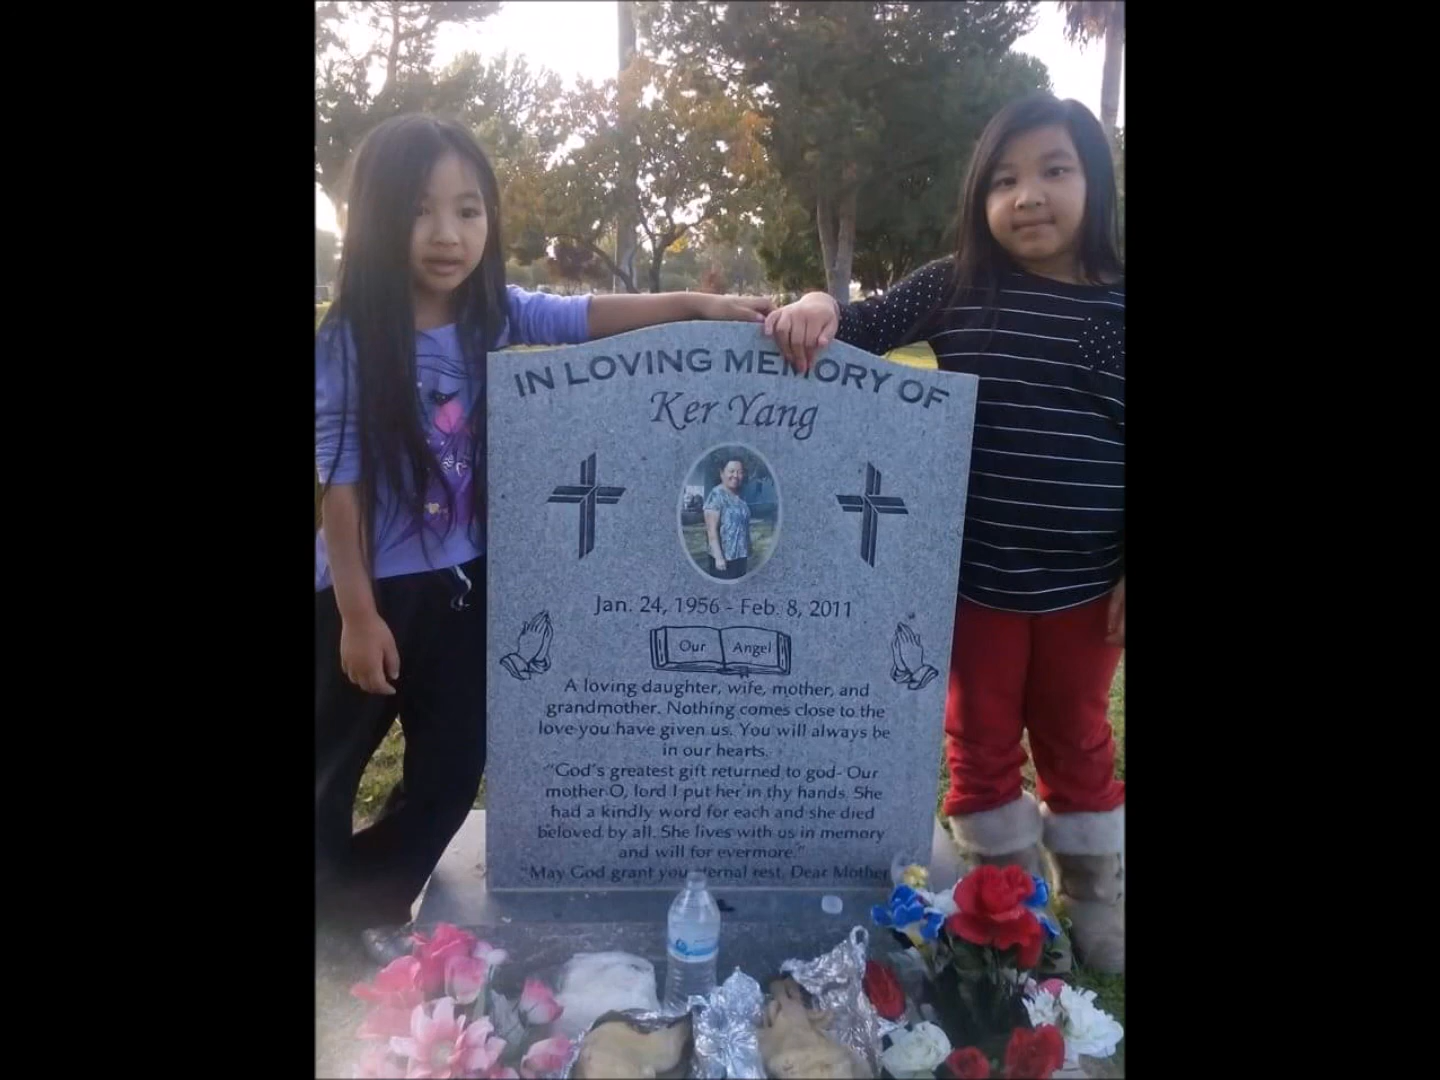 IN LOVING MEMORY OF
Ker Yang
Jan. 24, 1956 - Feb. 8, 2011
Our Angel
A loving daughter, wife, mother, and
grandmother. Nothing comes close to the
love you have given us. You will always be
in our hearts.
"God's greatest gift returned to god- Our
mother O, lord I put her in thy hands. She
had a kindly word for each and she died
beloved by all. She lives with us in memory
and will for evermore."
"May God grant you eternal rest, Dear Mother